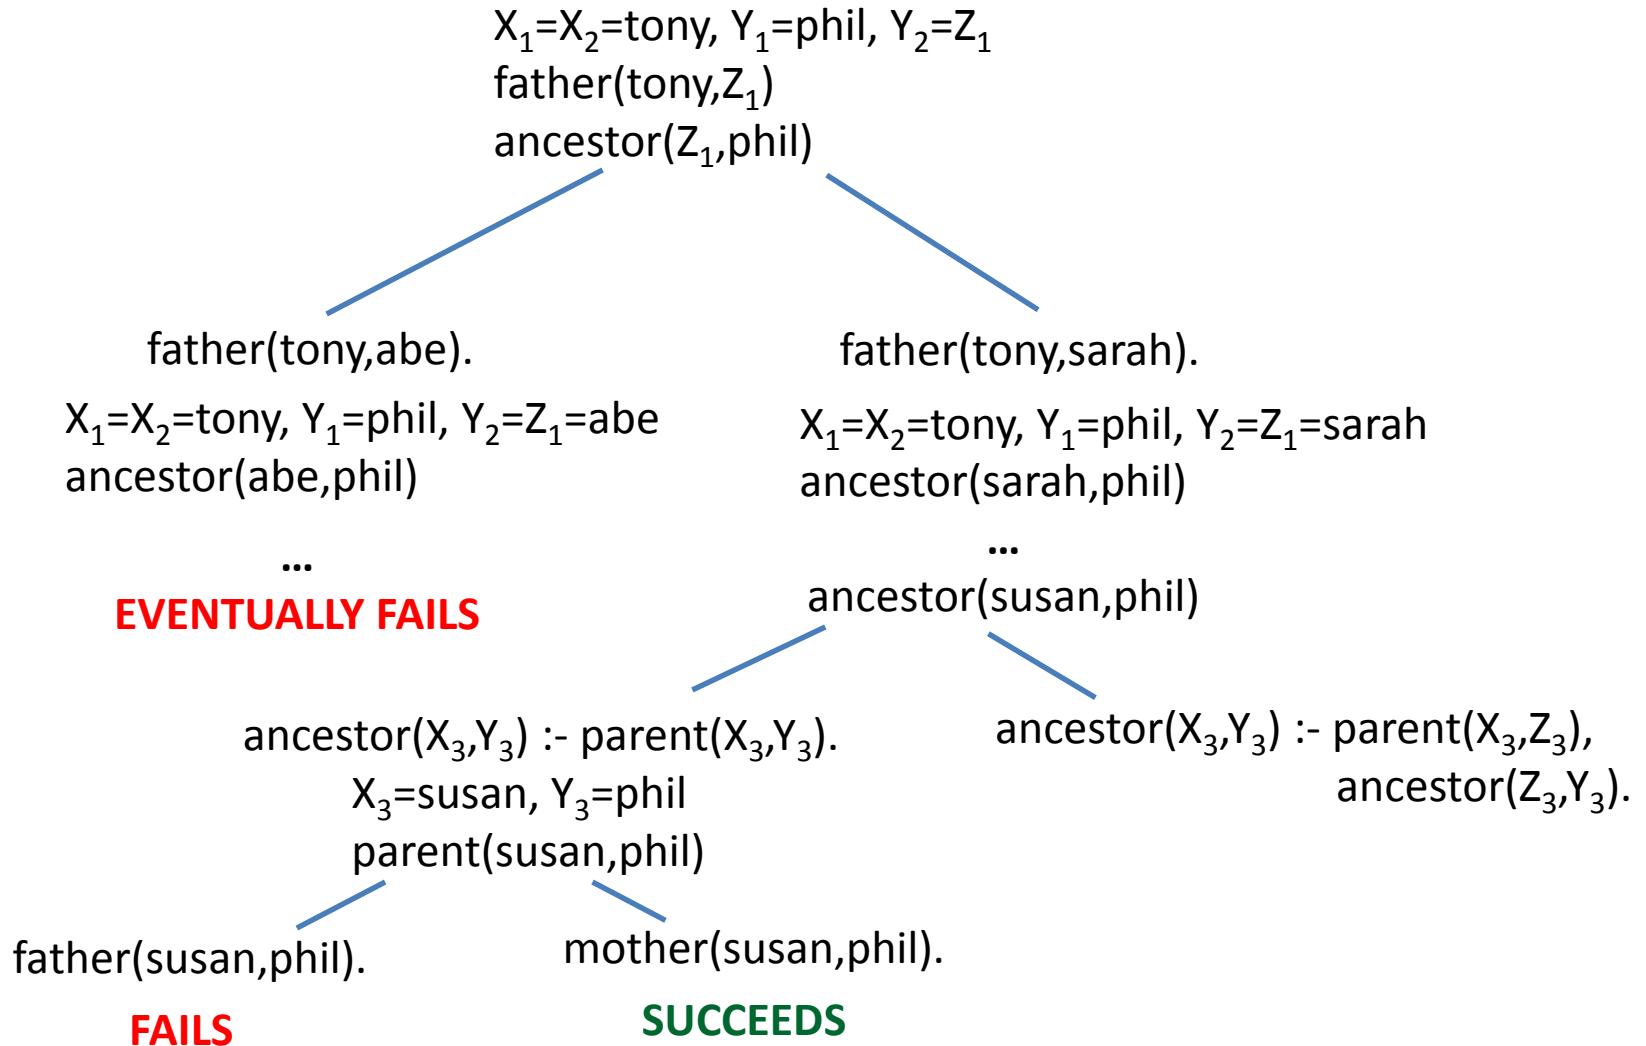 X₁=X₂=tony, Y₁=phil, Y₂=Z₁
father(tony,Z₁)
ancestor(Z₁,phil)
father(tony,abe).
X₁=X₂=tony, Y₁=phil, Y₂=Z₁=abe
ancestor(abe,phil)
...
EVENTUALLY FAILS
father(tony,sarah).
X₁=X₂=tony, Y₁=phil, Y₂=Z₁=sarah
ancestor(sarah,phil)
...
ancestor(susan,phil)
ancestor(X₃,Y₃) :- parent(X₃,Y₃).
X₃=susan, Y₃=phil
parent(susan,phil)
ancestor(X₃,Y₃) :- parent(X₃,Z₃),
ancestor(Z₃,Y₃).
father(susan,phil).
FAILS
mother(susan,phil).
SUCCEEDS